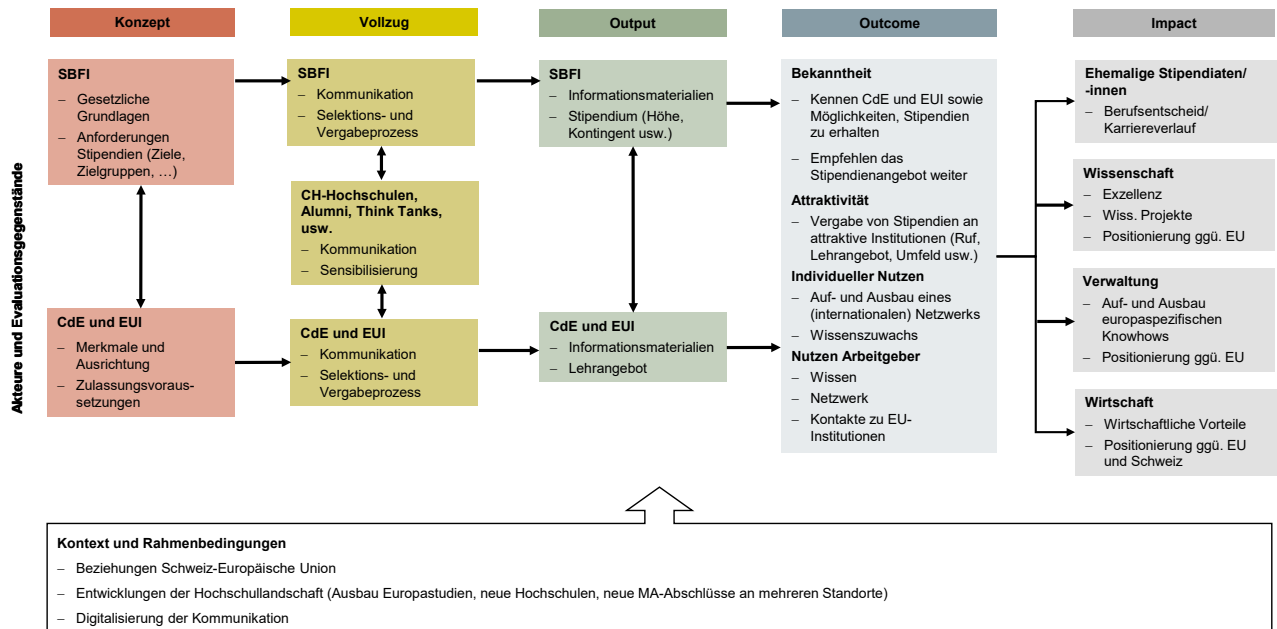 Konzept
Vollzug
Output
Outcome
Impact
Akteure und Evaluationsgegenstände
SBFI
– Gesetzliche
Grundlagen
– Anforderungen
Stipendien (Ziele,
Zielgruppen, …)
CdE und EUI
– Merkmale und
Ausrichtung
– Zulassungsvoraus-
setzungen
SBFI
– Kommunikation
– Selektions- und
Vergabeprozess
CH-Hochschulen,
Alumni, Think Tanks,
usw.
– Kommunikation
– Sensibilisierung
CdE und EUI
– Kommunikation
– Selektions- und
Vergabeprozess
SBFI
– Informationsmaterialien
– Stipendium (Höhe,
Kontingent usw.)
CdE und EUI
– Informationsmaterialien
– Lehrangebot
Bekanntheit
– Kennen CdE und EUI sowie
Möglichkeiten, Stipendien
zu erhalten
– Empfehlen das
Stipendienangebot weiter
Attraktivität
– Vergabe von Stipendien an
attraktive Institutionen (Ruf,
Lehrangebot, Umfeld usw.)
Individueller Nutzen
– Auf- und Ausbau eines
(internationalen) Netzwerks
– Wissenszuwachs
Nutzen Arbeitgeber
– Wissen
– Netzwerk
– Kontakte zu EU-
Institutionen
Ehemalige Stipendiaten/
-innen
– Berufsentscheid/
Karriereverlauf
Wissenschaft
– Exzellenz
– Wiss. Projekte
– Positionierung ggü. EU
Verwaltung
– Auf- und Ausbau
europaspezifischen
Knowhows
– Positionierung ggü. EU
Wirtschaft
– Wirtschaftliche Vorteile
– Positionierung ggü. EU
und Schweiz
Kontext und Rahmenbedingungen
– Beziehungen Schweiz-Europäische Union
– Entwicklungen der Hochschullandschaft (Ausbau Europastudien, neue Hochschulen, neue MA-Abschlüsse an mehreren Standorte)
– Digitalisierung der Kommunikation